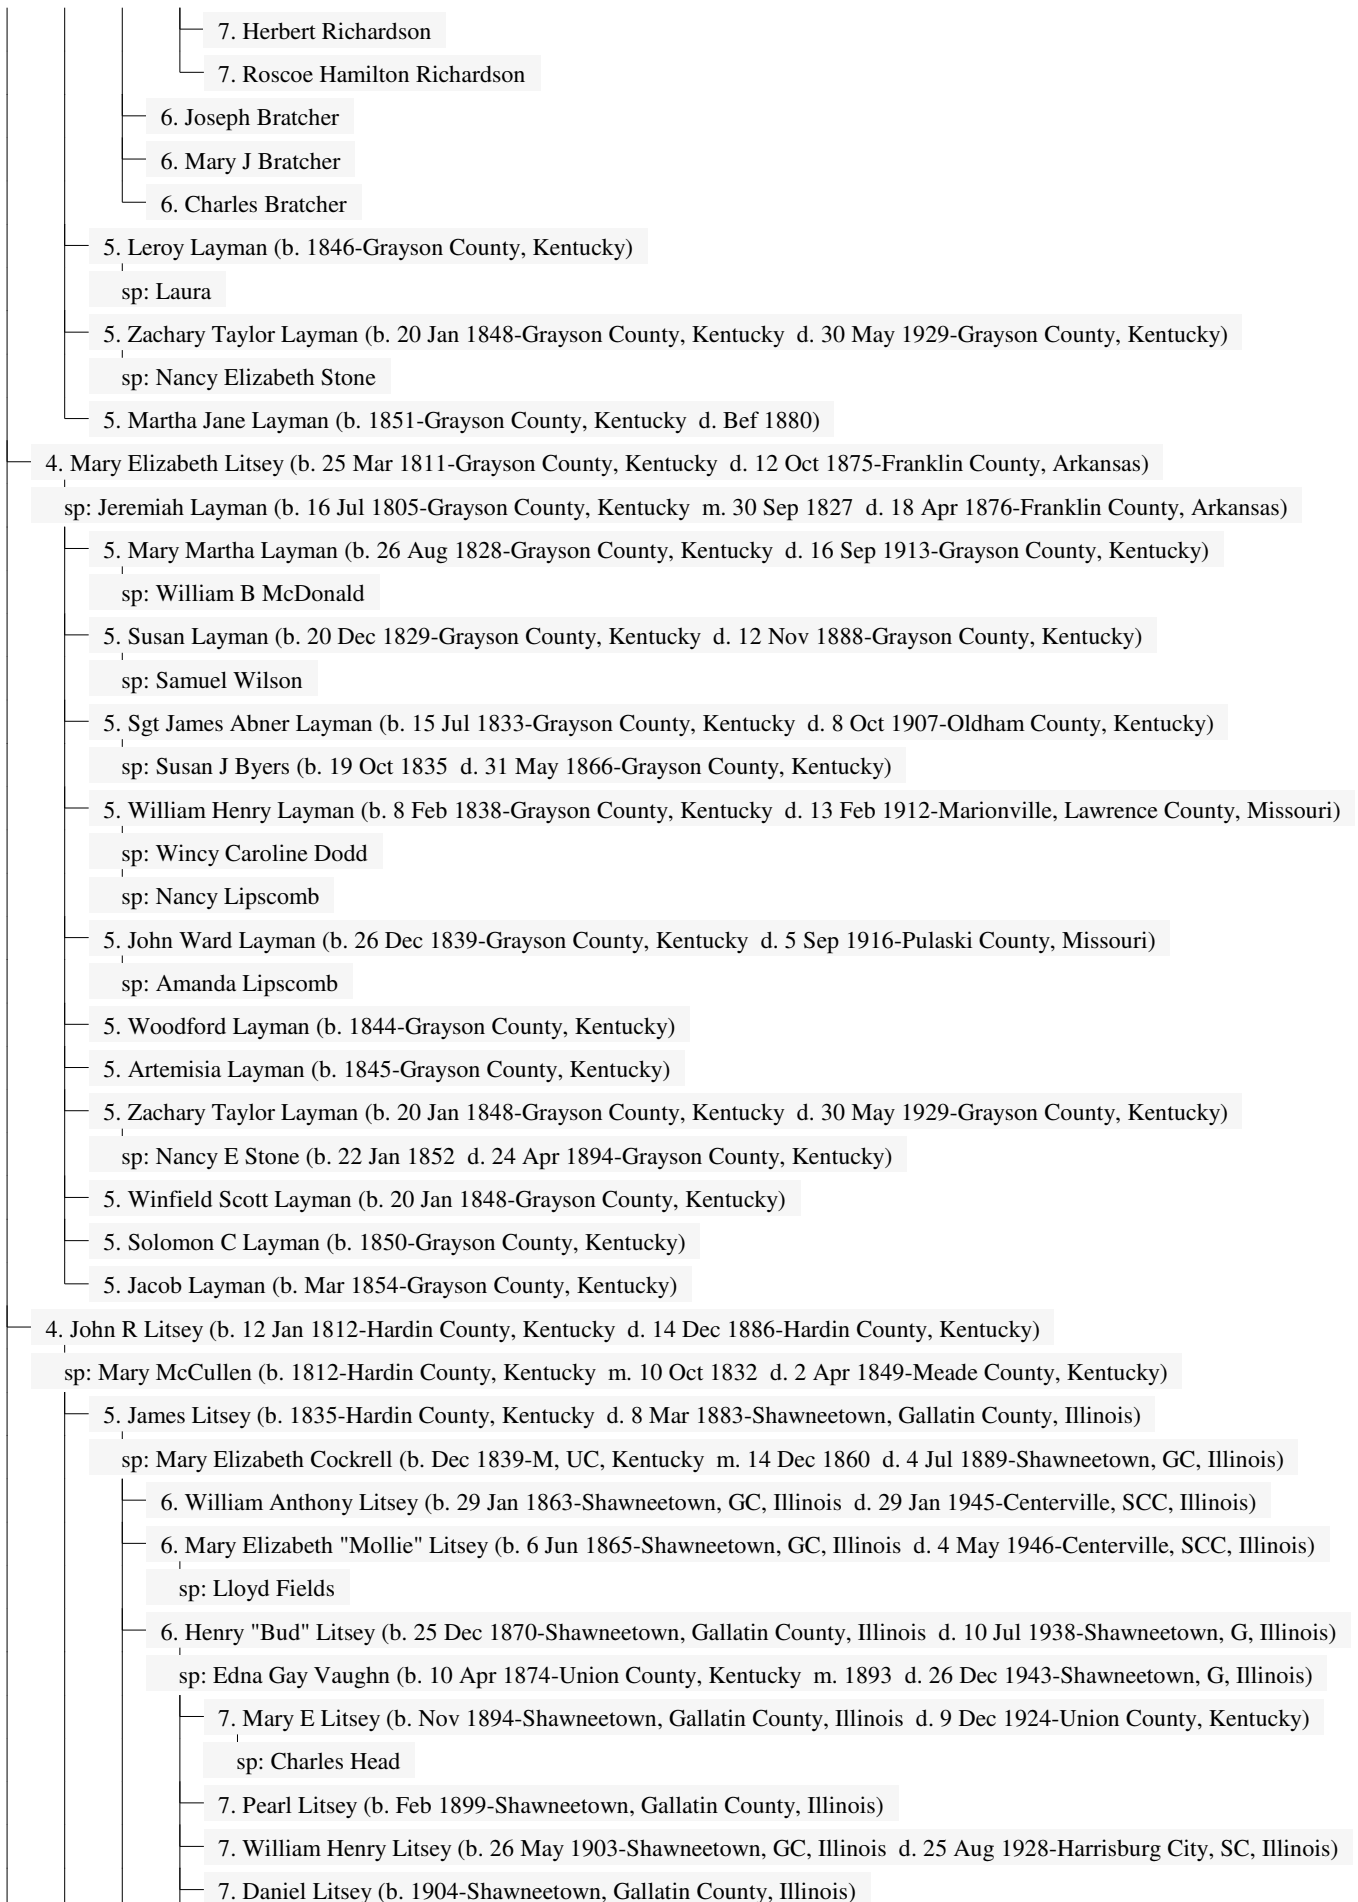 7. Herbert Richardson
7. Roscoe Hamilton Richardson
6. Joseph Bratcher
6. Mary J Bratcher
6. Charles Bratcher
5. Leroy Layman (b. 1846-Grayson County, Kentucky)
sp: Laura
5. Zachary Taylor Layman (b. 20 Jan 1848-Grayson County, Kentucky d. 30 May 1929-Grayson County, Kentucky)
sp: Nancy Elizabeth Stone
5. Martha Jane Layman (b. 1851-Grayson County, Kentucky d. Bef 1880)
4. Mary Elizabeth Litsey (b. 25 Mar 1811-Grayson County, Kentucky d. 12 Oct 1875-Franklin County, Arkansas)
sp: Jeremiah Layman (b. 16 Jul 1805-Grayson County, Kentucky m. 30 Sep 1827 d. 18 Apr 1876-Franklin County, Arkansas)
5. Mary Martha Layman (b. 26 Aug 1828-Grayson County, Kentucky d. 16 Sep 1913-Grayson County, Kentucky)
sp: William B McDonald
5. Susan Layman (b. 20 Dec 1829-Grayson County, Kentucky d. 12 Nov 1888-Grayson County, Kentucky)
sp: Samuel Wilson
5. Sgt James Abner Layman (b. 15 Jul 1833-Grayson County, Kentucky d. 8 Oct 1907-Oldham County, Kentucky)
sp: Susan J Byers (b. 19 Oct 1835 d. 31 May 1866-Grayson County, Kentucky)
5. William Henry Layman (b. 8 Feb 1838-Grayson County, Kentucky d. 13 Feb 1912-Marionville, Lawrence County, Missouri)
sp: Wincy Caroline Dodd
sp: Nancy Lipscomb
5. John Ward Layman (b. 26 Dec 1839-Grayson County, Kentucky d. 5 Sep 1916-Pulaski County, Missouri)
sp: Amanda Lipscomb
5. Woodford Layman (b. 1844-Grayson County, Kentucky)
5. Artemisia Layman (b. 1845-Grayson County, Kentucky)
5. Zachary Taylor Layman (b. 20 Jan 1848-Grayson County, Kentucky d. 30 May 1929-Grayson County, Kentucky)
sp: Nancy E Stone (b. 22 Jan 1852 d. 24 Apr 1894-Grayson County, Kentucky)
5. Winfield Scott Layman (b. 20 Jan 1848-Grayson County, Kentucky)
5. Solomon C Layman (b. 1850-Grayson County, Kentucky)
5. Jacob Layman (b. Mar 1854-Grayson County, Kentucky)
4. John R Litsey (b. 12 Jan 1812-Hardin County, Kentucky d. 14 Dec 1886-Hardin County, Kentucky)
sp: Mary McCullen (b. 1812-Hardin County, Kentucky m. 10 Oct 1832 d. 2 Apr 1849-Meade County, Kentucky)
5. James Litsey (b. 1835-Hardin County, Kentucky d. 8 Mar 1883-Shawneetown, Gallatin County, Illinois)
sp: Mary Elizabeth Cockrell (b. Dec 1839-M, UC, Kentucky m. 14 Dec 1860 d. 4 Jul 1889-Shawneetown, GC, Illinois)
6. William Anthony Litsey (b. 29 Jan 1863-Shawneetown, GC, Illinois d. 29 Jan 1945-Centerville, SCC, Illinois)
6. Mary Elizabeth "Mollie" Litsey (b. 6 Jun 1865-Shawneetown, GC, Illinois d. 4 May 1946-Centerville, SCC, Illinois)
sp: Lloyd Fields
6. Henry "Bud" Litsey (b. 25 Dec 1870-Shawneetown, Gallatin County, Illinois d. 10 Jul 1938-Shawneetown, G, Illinois)
sp: Edna Gay Vaughn (b. 10 Apr 1874-Union County, Kentucky m. 1893 d. 26 Dec 1943-Shawneetown, G, Illinois)
7. Mary E Litsey (b. Nov 1894-Shawneetown, Gallatin County, Illinois d. 9 Dec 1924-Union County, Kentucky)
sp: Charles Head
7. Pearl Litsey (b. Feb 1899-Shawneetown, Gallatin County, Illinois)
7. William Henry Litsey (b. 26 May 1903-Shawneetown, GC, Illinois d. 25 Aug 1928-Harrisburg City, SC, Illinois)
7. Daniel Litsey (b. 1904-Shawneetown, Gallatin County, Illinois)